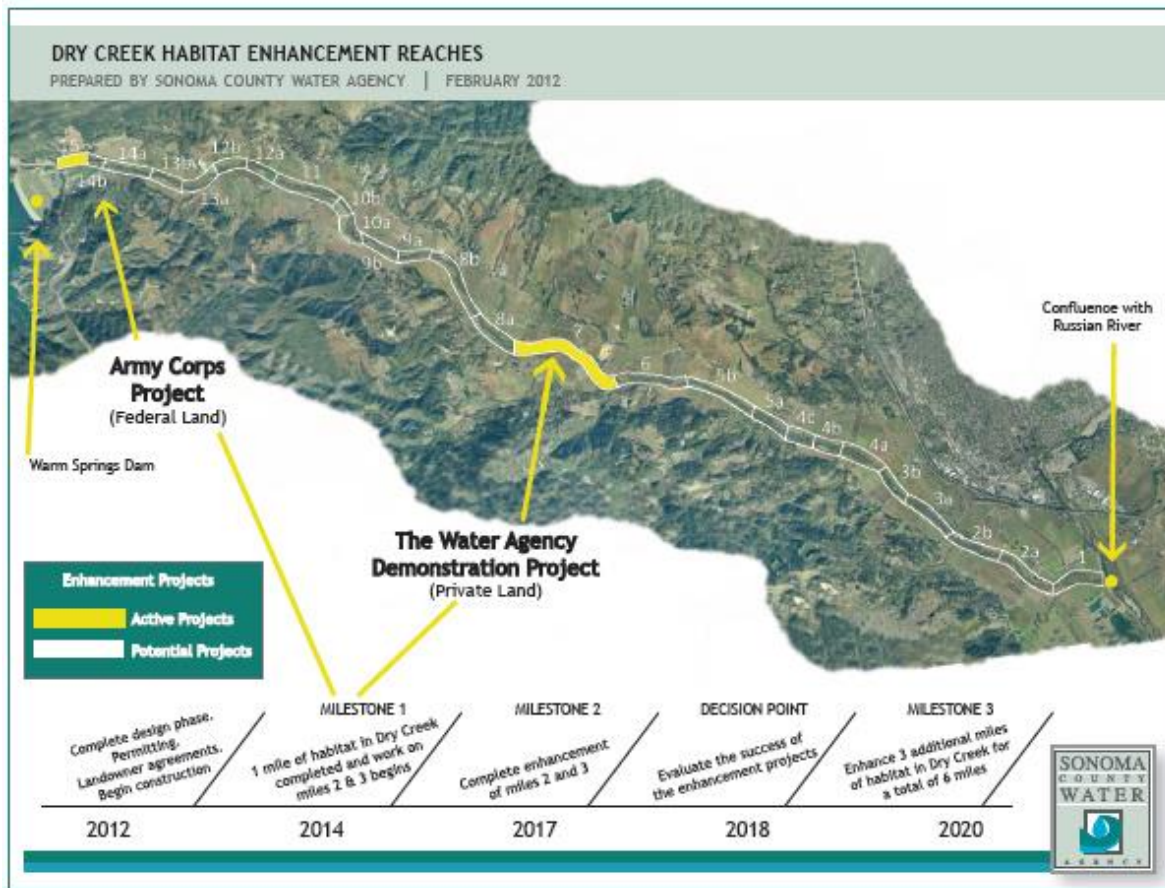 DRY CREEK HABITAT ENHANCEMENT REACHES
PREPARED BY SONOMA COUNTY WATER AGENCY | FEBRUARY 2012
15
14b
14a
13b
13a
12b
12a
11
10b
10a
9b
9a
8b
8a
7
6
5b
5a
4c
4b
4a
3b
3a
2b
2a
1
Confluence with
Russian River
Army Corps
Project
(Federal Land)
Warm Springs Dam
The Water Agency
Demonstration Project
(Private Land)
Enhancement Projects
Active Projects
Potential Projects
Complete design phase.
Permitting.
Landowner agreements.
Begin construction
2012
MILESTONE 1
1 mile of habitat in Dry Creek
completed and work on
miles 2 & 3 begins
2014
MILESTONE 2
Complete enhancement
of miles 2 and 3
2017
DECISION POINT
Evaluate the success of
the enhancement projects
2018
MILESTONE 3
Enhance 3 additional miles
of habitat in Dry Creek for
a total of 6 miles
2020
SONOMA
COUNTY
WATER
AGENCY